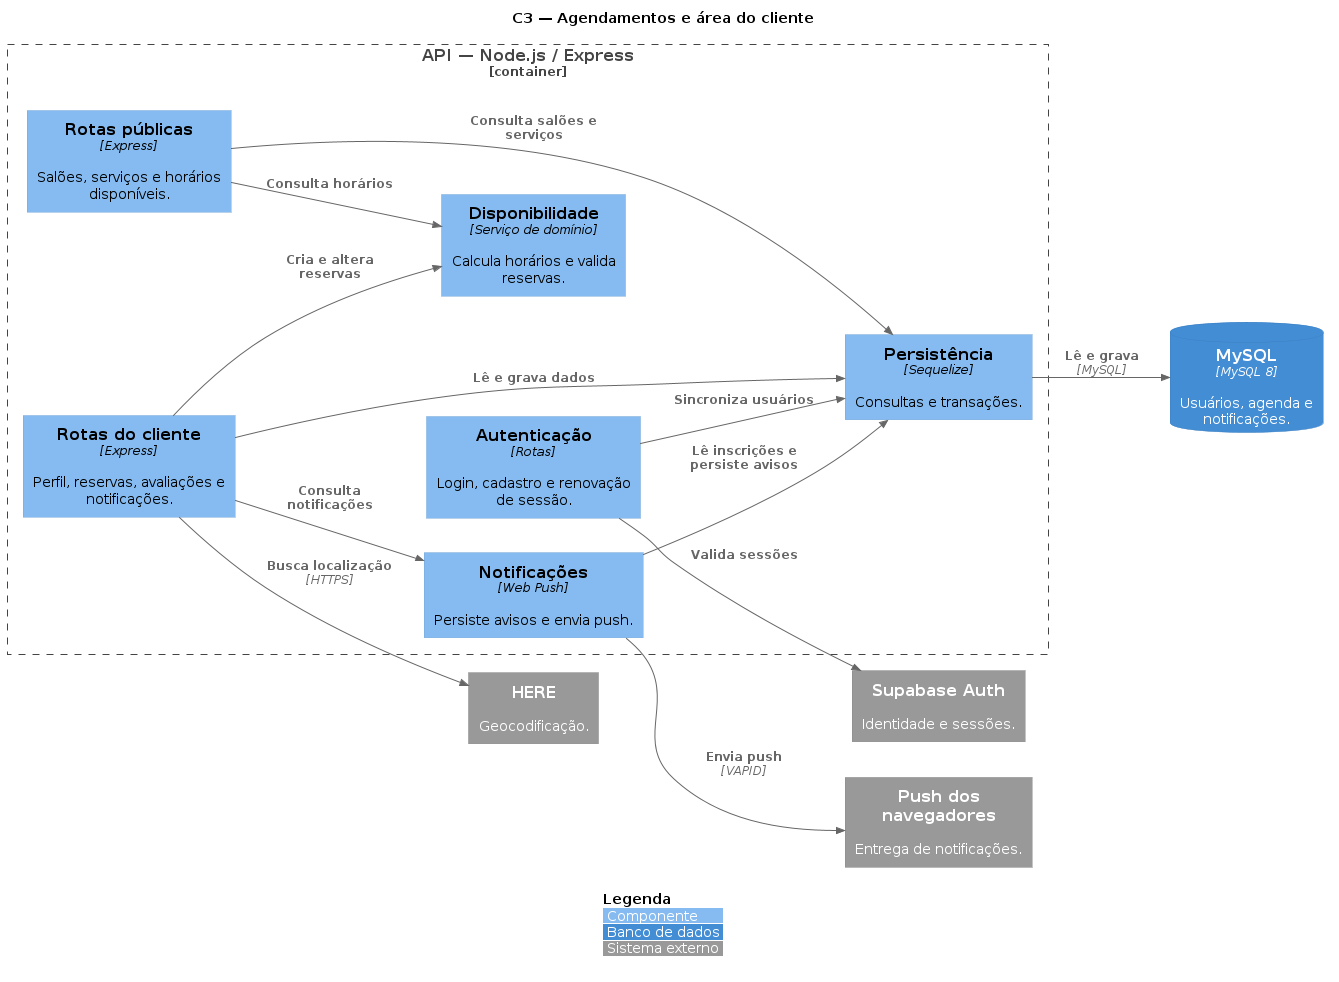 C3 — Agendamentos e área do cliente
API — Node.js / Express
[container]
Rotas públicas
[Express]
Salões, serviços e horários
disponíveis.
Consulta salões e
serviços
Consulta horários
Disponibilidade
[Serviço de domínio]
Calcula horários e valida
reservas.
Cria e altera
reservas
Persistência
[Sequelize]
Consultas e transações.
Lê e grava
[MySQL]
MySQL
[MySQL 8]
Usuários, agenda e
notificações.
Lê e grava dados
Sincroniza usuários
Rotas do cliente
[Express]
Perfil, reservas, avaliações e
notificações.
Autenticação
[Rotas]
Login, cadastro e renovação
de sessão.
Lê inscrições e
persiste avisos
Consulta
notificações
Valida sessões
Busca localização
[HTTPS]
Notificações
[Web Push]
Persiste avisos e envia push.
HERE
Geocodificação.
Supabase Auth
Identidade e sessões.
Envia push
[VAPID]
Push dos
navegadores
Entrega de notificações.
Legenda
Componente
Banco de dados
Sistema externo